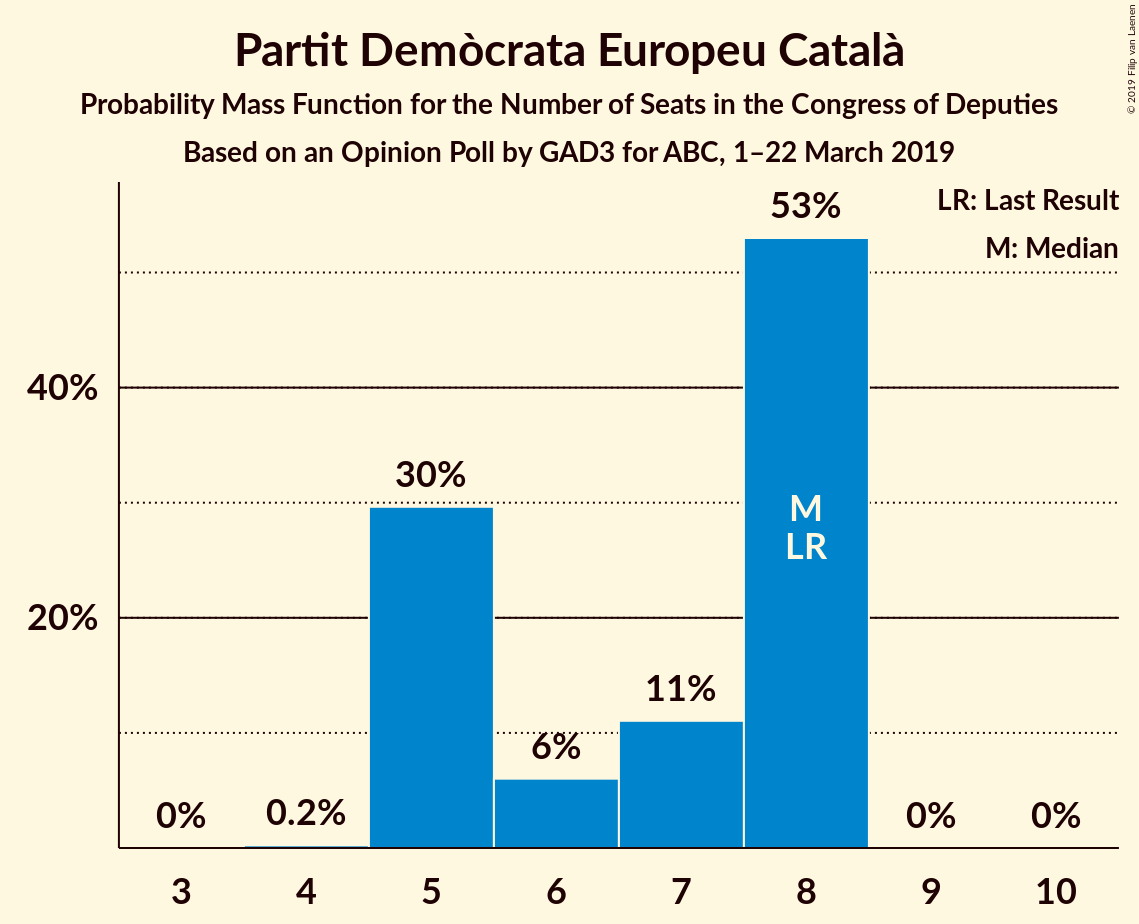 Partit Demòcrata Europeu Català
Probability Mass Function for the Number of Seats in the Congress of Deputies
Based on an Opinion Poll by GAD3 for ABC, 1–22 March 2019
© 2019 Filip van Laenen
LR: Last Result
M: Median
53%
40%
30%
M
LR
20%
11%
6%
0%
0.2%
0%
0%
3
4
5
6
7
8
9
10